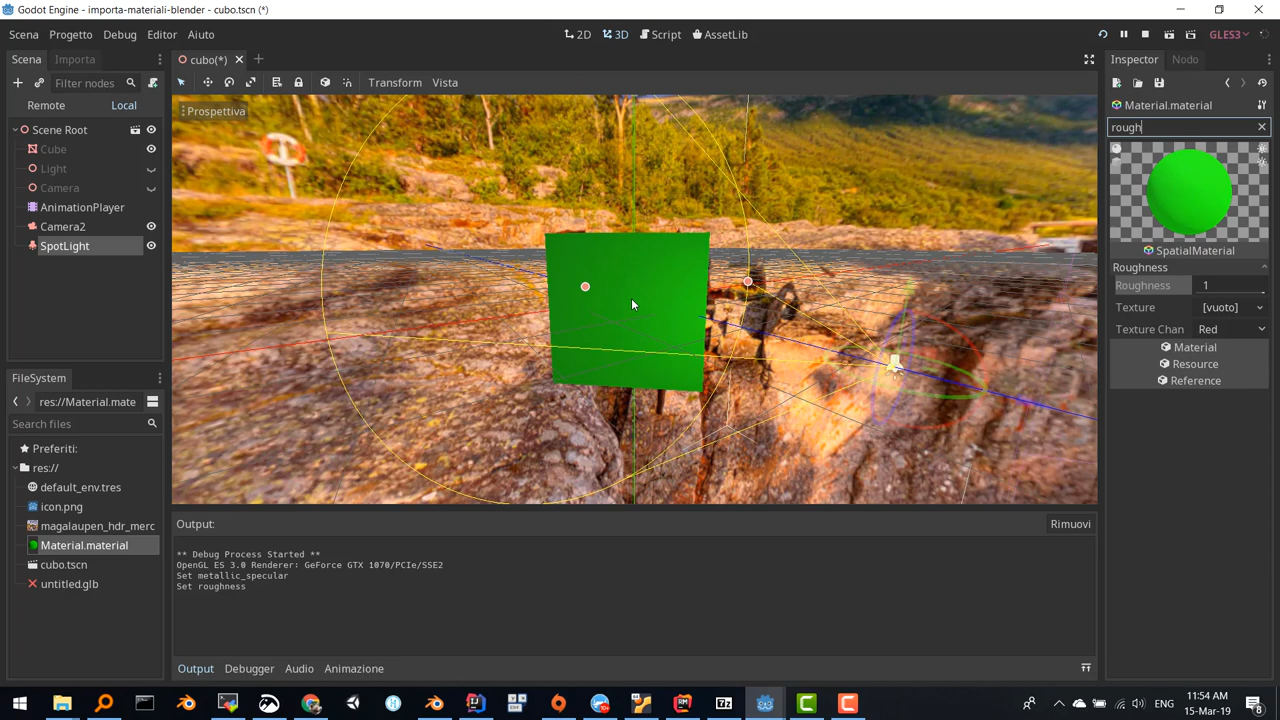 Godot Engine - importa-materiali-blender - cubo.tscn (*)
Scena Progetto Debug Editor Aiuto
2D 3D Script AssetLib
GLES3
Scena Importa
cubo(*)
Inspector Nodo
Filter nodes
Transform Vista
Remote Local
Material.material
Prospettiva
rough
Scene Root
Cube
Light
Camera
AnimationPlayer
Camera2
SpotLight
SpatialMaterial
Roughness
Roughness 1
Texture [vuoto]
Texture Chan Red
Material
Resource
Reference
FileSystem
res://Material.mate
Search files
Preferiti:
res://
default_env.tres
icon.png
magalaupen_hdr_merc
Material.material
cubo.tscn
untitled.glb
Output:
Rimuovi
** Debug Process Started **
OpenGL ES 3.0 Renderer: GeForce GTX 1070/PCIe/SSE2
Set metallic_specular
Set roughness
Output Debugger Audio Animazione
10+
7z
ENG
11:54 AM
15-Mar-19
8